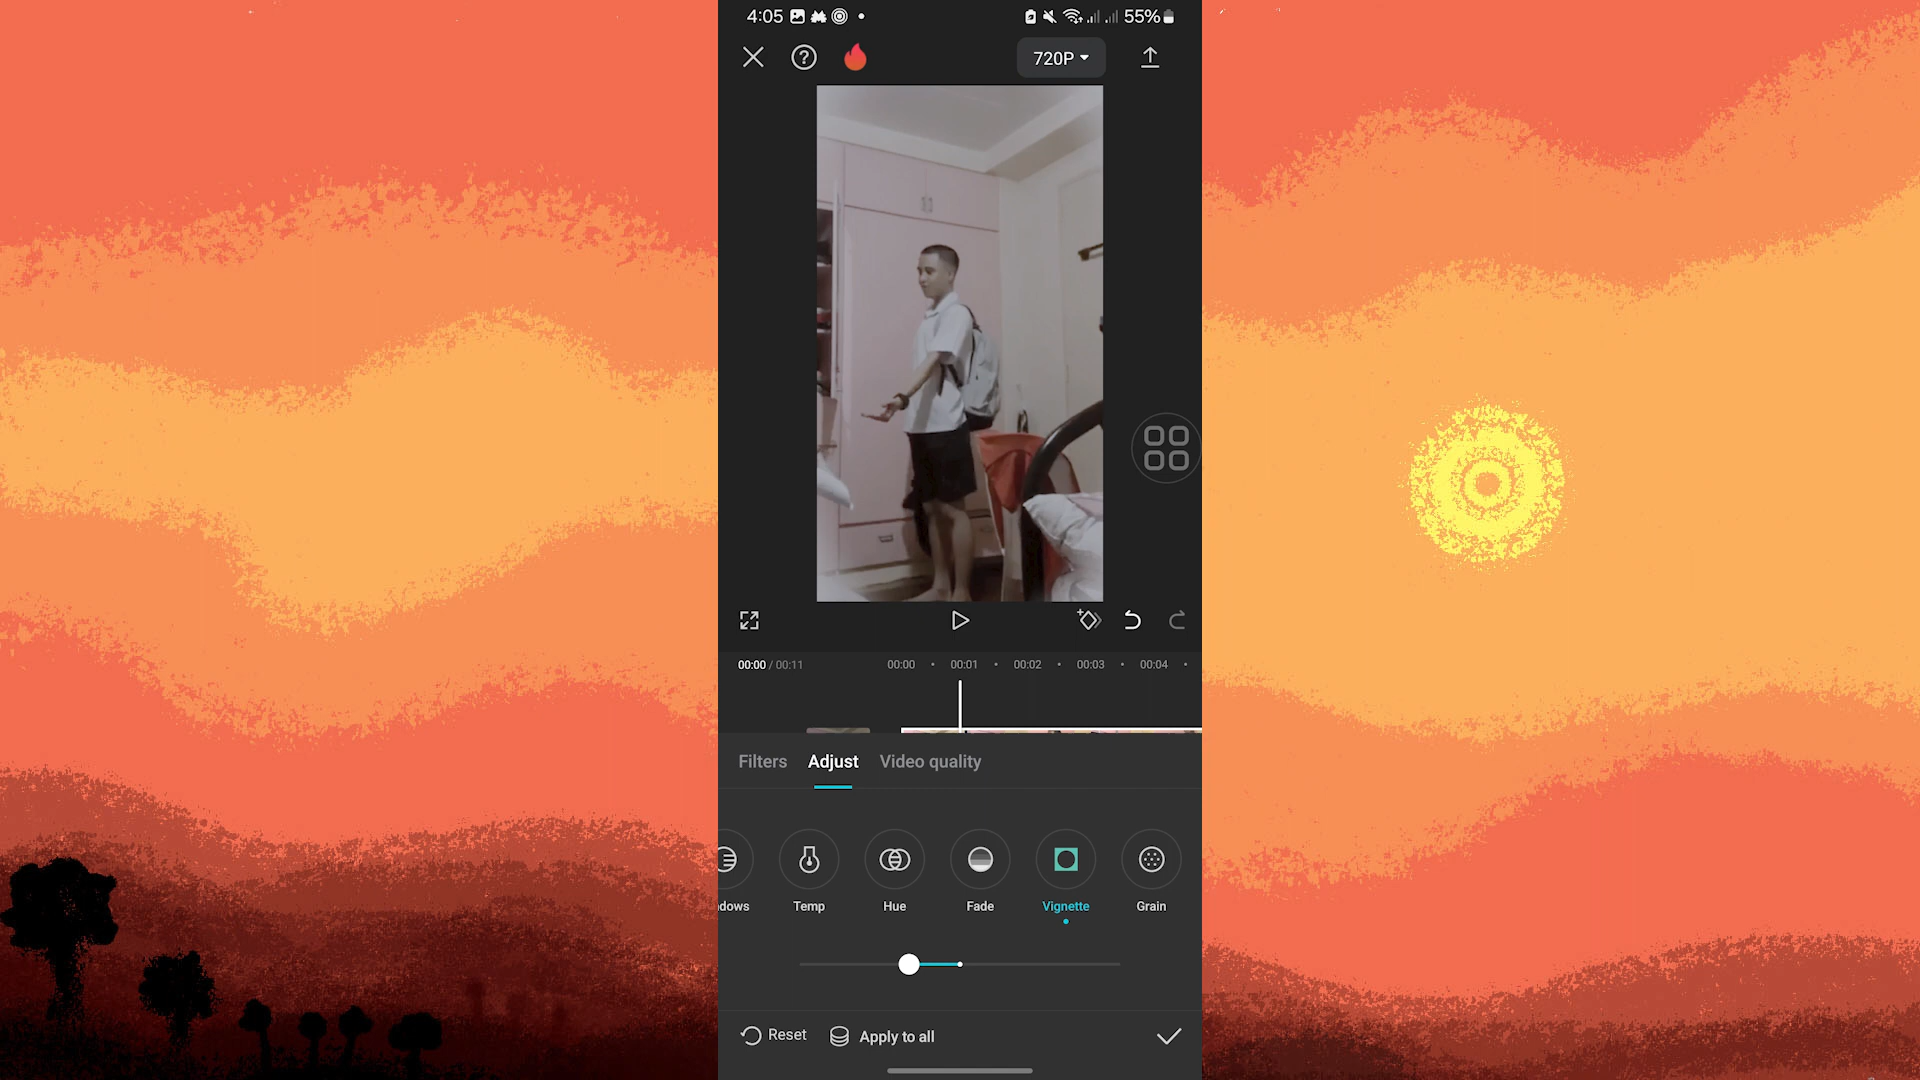 4:05
55%
720P
00:00 / 00:11
00:00
00:01
00:02
00:03
00:04
Filters
Adjust
Video quality
dows
Temp
Hue
Fade
Vignette
Grain
Reset
Apply to all